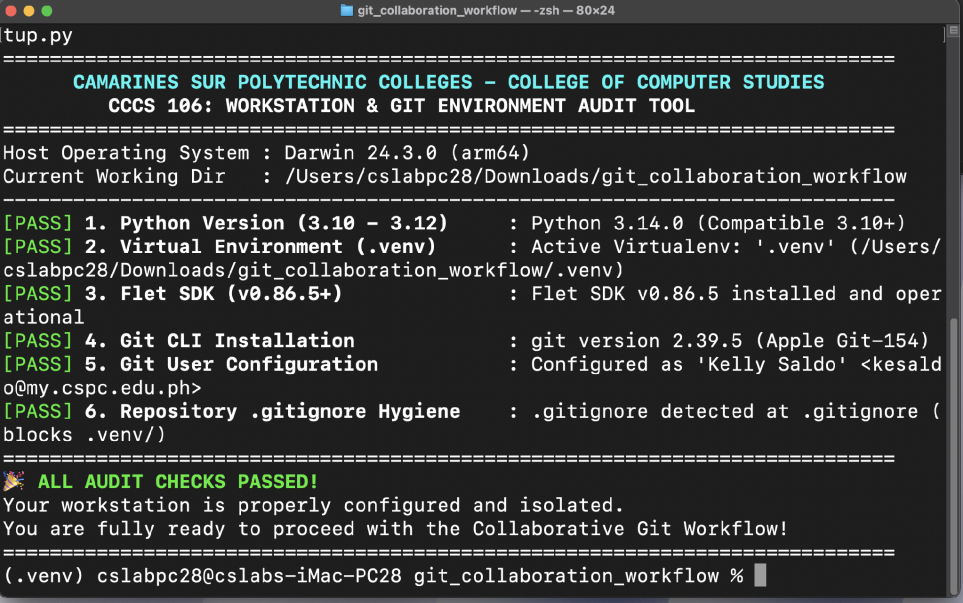 git_collaboration_workflow — -zsh — 80×24
tup.py
============================================================================
CAMARINES SUR POLYTECHNIC COLLEGES - COLLEGE OF COMPUTER STUDIES
CCCS 106: WORKSTATION & GIT ENVIRONMENT AUDIT TOOL
============================================================================
Host Operating System : Darwin 24.3.0 (arm64)
Current Working Dir   : /Users/cslabpc28/Downloads/git_collaboration_workflow
----------------------------------------------------------------------------
[PASS] 1. Python Version (3.10 - 3.12)     : Python 3.14.0 (Compatible 3.10+)
[PASS] 2. Virtual Environment (.venv)      : Active Virtualenv: '.venv' (/Users/
cslabpc28/Downloads/git_collaboration_workflow/.venv)
[PASS] 3. Flet SDK (v0.86.5+)              : Flet SDK v0.86.5 installed and oper
ational
[PASS] 4. Git CLI Installation             : git version 2.39.5 (Apple Git-154)
[PASS] 5. Git User Configuration           : Configured as 'Kelly Saldo' <kesald
o@my.cspc.edu.ph>
[PASS] 6. Repository .gitignore Hygiene    : .gitignore detected at .gitignore (
blocks .venv/)
============================================================================
🎉 ALL AUDIT CHECKS PASSED!
Your workstation is properly configured and isolated.
You are fully ready to proceed with the Collaborative Git Workflow!
============================================================================
(.venv) cslabpc28@cslabs-iMac-PC28 git_collaboration_workflow %